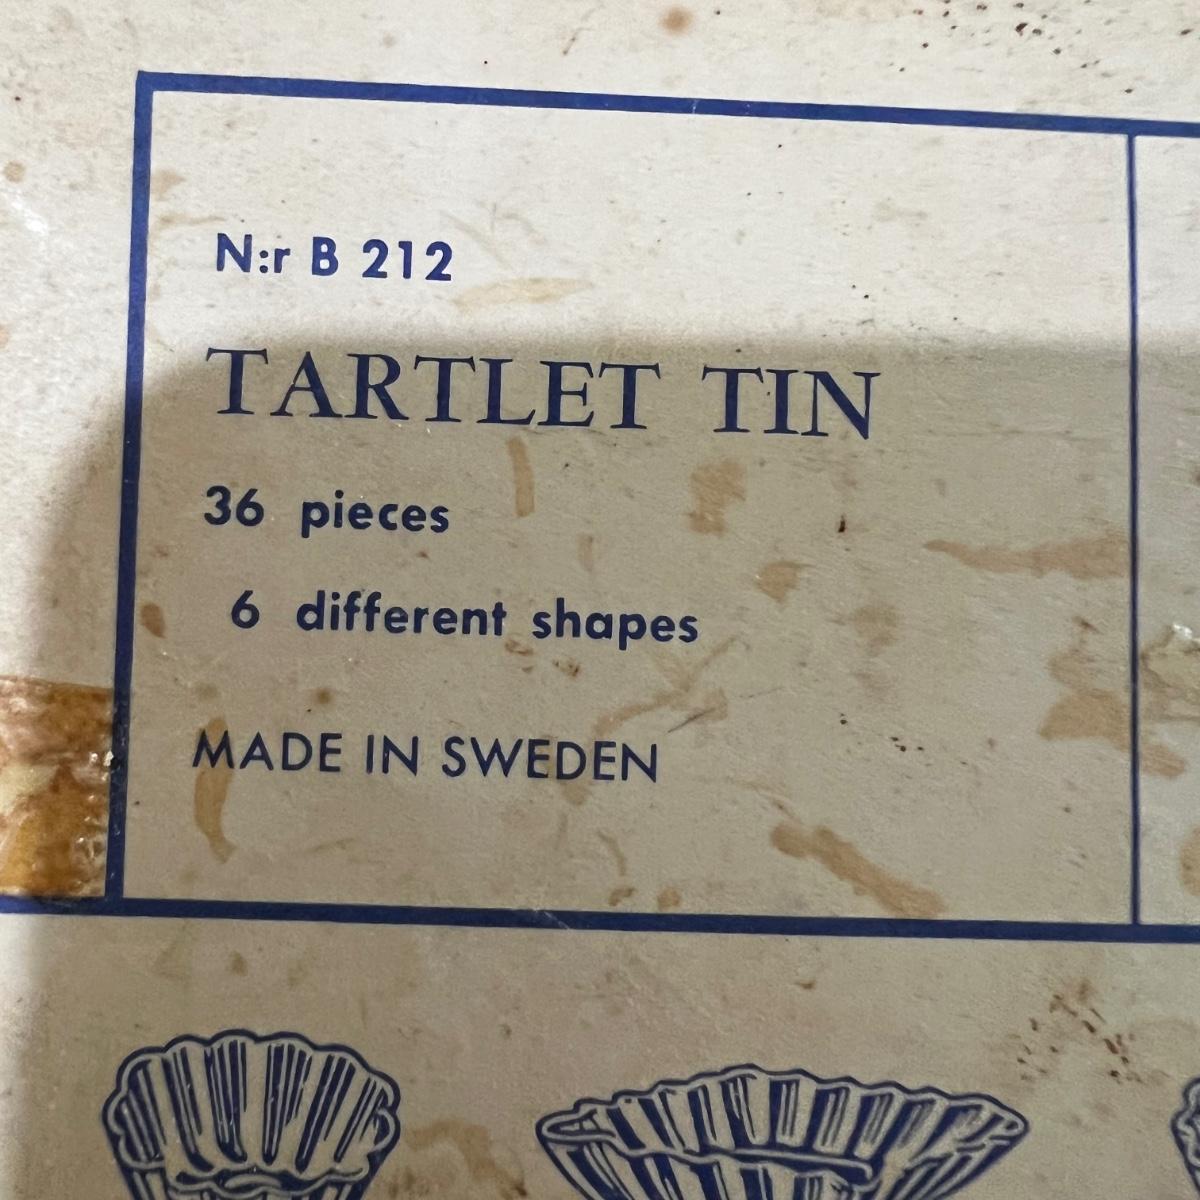 N:r B 212
TARTLET TIN
36 pieces
6 different shapes
MADE IN SWEDEN